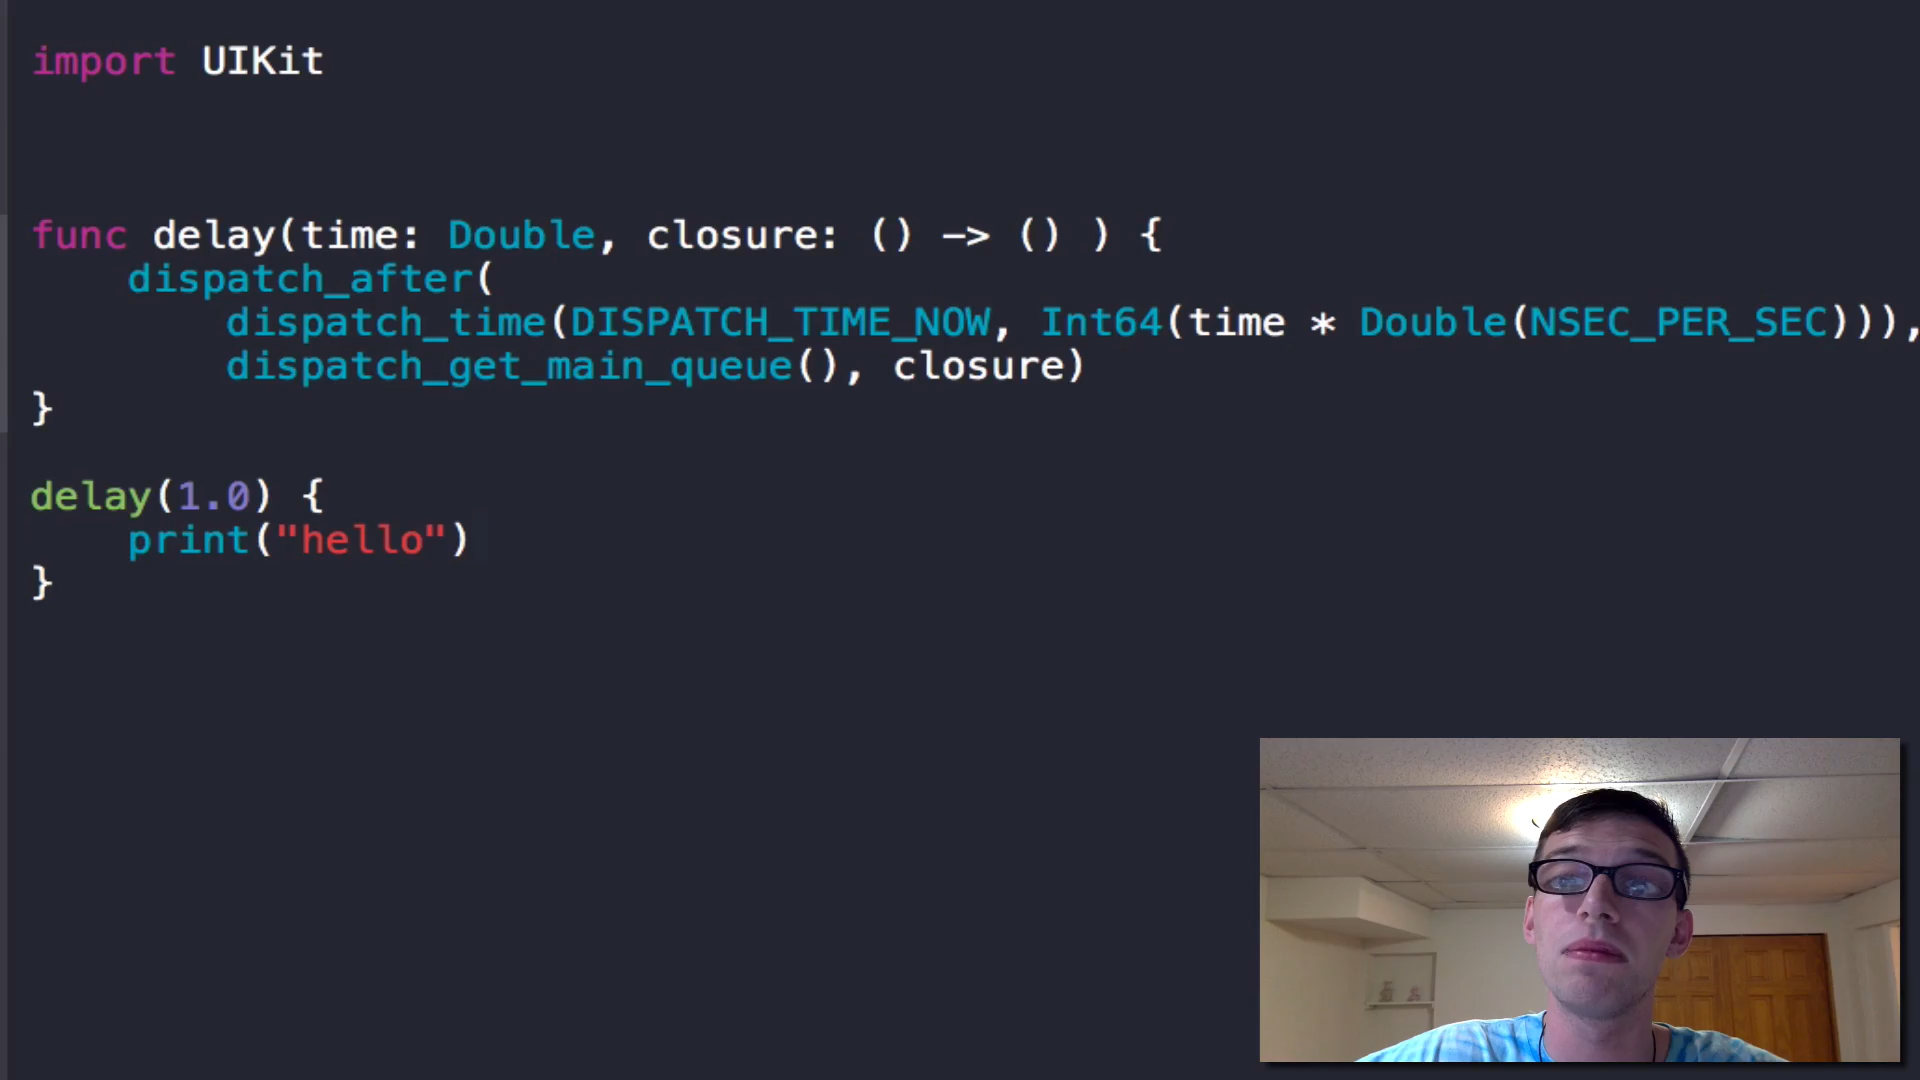 import UIKit
func delay(time: Double, closure: () -> () ) {
dispatch_after(
dispatch_time(DISPATCH_TIME_NOW, Int64(time * Double(NSEC_PER_SEC))),
dispatch_get_main_queue(), closure)
}
delay(1.0) {
print("hello")
}